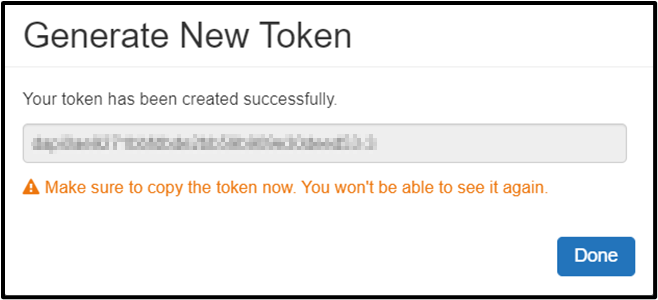 Generate New Token
Your token has been created successfully.
Make sure to copy the token now. You won't be able to see it again.
Done